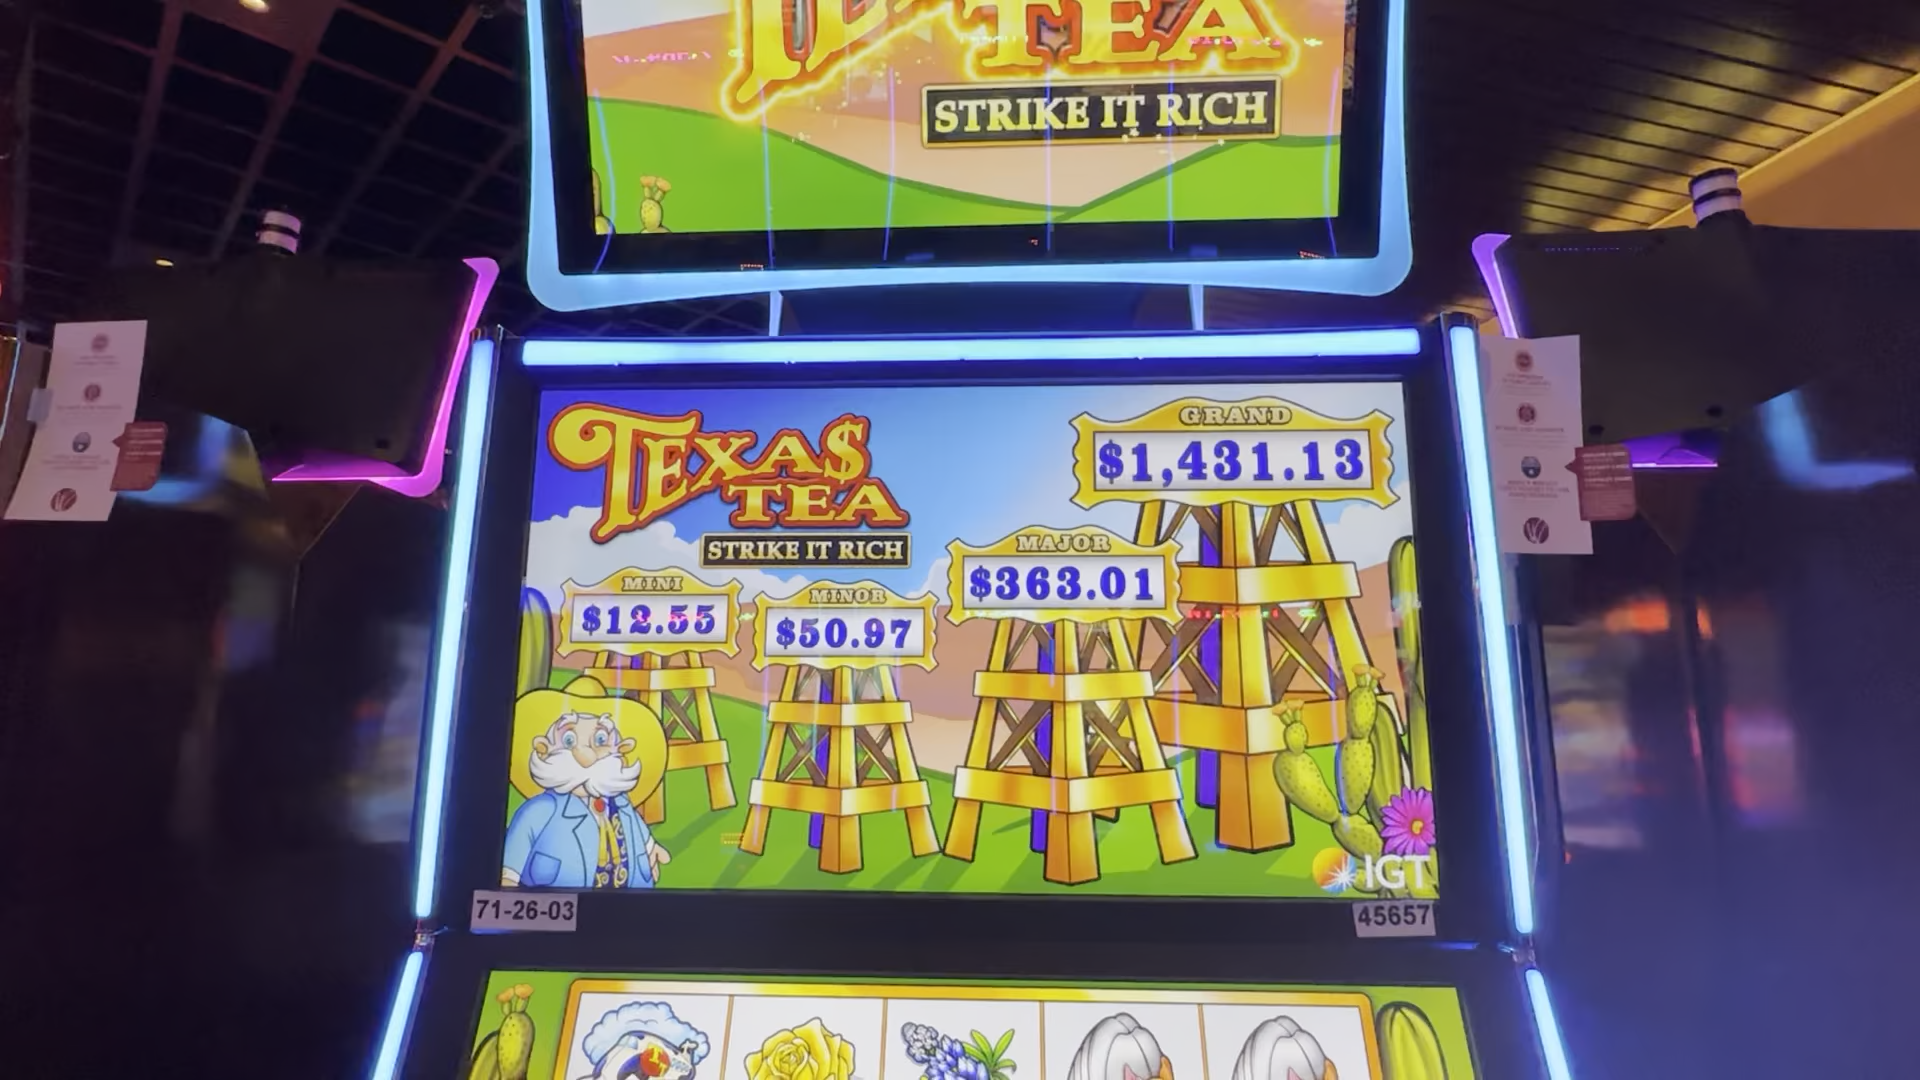 TEA
STRIKE IT RICH
TEXA$
TEA
STRIKE IT RICH
GRAND
$1,431.13
MAJOR
$363.01
MINI
$12.55
MINOR
$50.97
IGT
71-26-03
45657